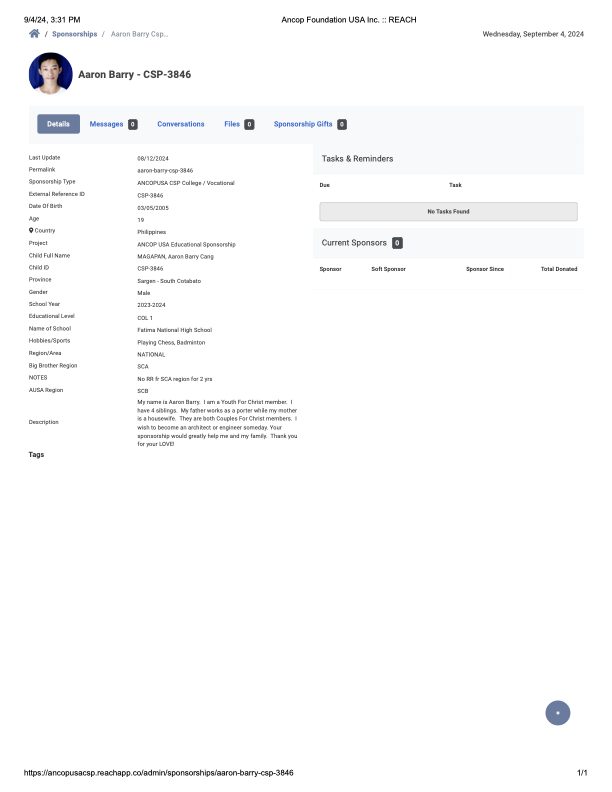 9/4/24, 3:31 PM
Ancop Foundation USA Inc. :: REACH
/ Sponsorships / Aaron Barry Csp...
Wednesday, September 4, 2024
Aaron Barry - CSP-3846
Details Messages 0 Conversations Files 0 Sponsorship Gifts 0
Last Update 08/12/2024
Permalink aaron-barry-csp-3846
Sponsorship Type ANCOPUSA CSP College / Vocational
External Reference ID CSP-3846
Date Of Birth 03/05/2005
Age 19
Country Philippines
Project ANCOP USA Educational Sponsorship
Child Full Name MAGAPAN, Aaron Barry Cang
Child ID CSP-3846
Province Sargen - South Cotabato
Gender Male
School Year 2023-2024
Educational Level COL 1
Name of School Fatima National High School
Hobbies/Sports Playing Chess, Badminton
Region/Area NATIONAL
Big Brother Region SCA
NOTES No RR fr SCA region for 2 yrs
AUSA Region SCB
Description
My name is Aaron Barry. I am a Youth For Christ member. I
have 4 siblings. My father works as a porter while my mother
is a housewife. They are both Couples For Christ members. I
wish to become an architect or engineer someday. Your
sponsorship would greatly help me and my family. Thank you
for your LOVE!
Tags
Tasks & Reminders
Due Task
No Tasks Found
Current Sponsors 0
Sponsor Soft Sponsor Sponsor Since Total Donated
https://ancopusacsp.reachapp.co/admin/sponsorships/aaron-barry-csp-3846
1/1